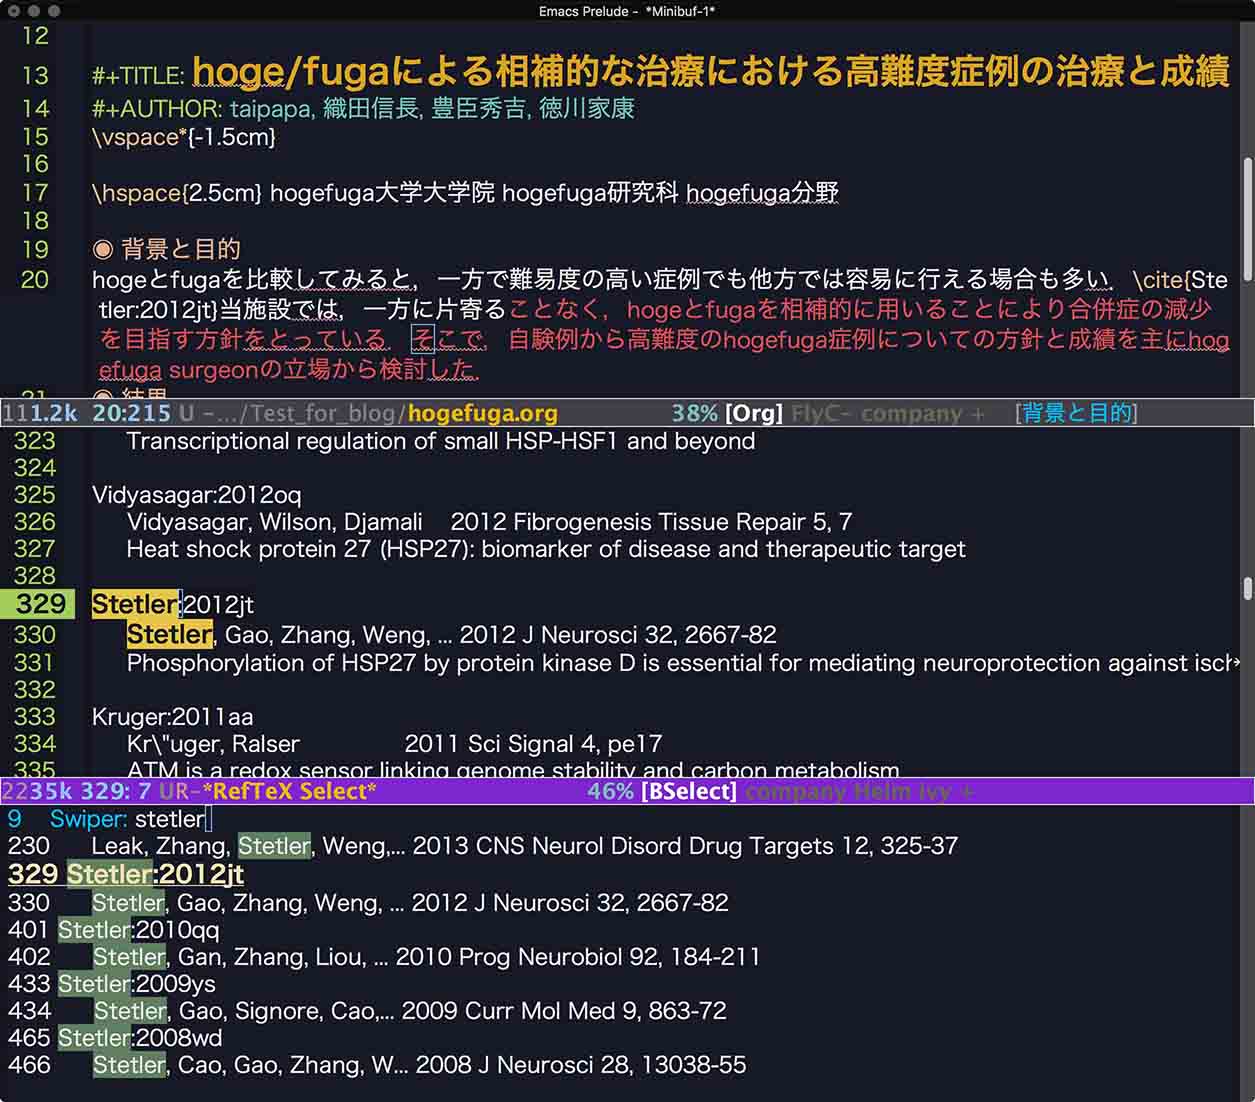 Emacs Prelude - *Minibuf-1*
12
13 #+TITLE: hoge/fugaによる相補的な治療における高難度症例の治療と成績
14 #+AUTHOR: taipapa, 織田信長, 豊臣秀吉, 徳川家康
15 \vspace*{-1.5cm}
16
17 \hspace{2.5cm} hogefuga大学大学院 hogefuga研究科 hogefuga分野
18
19 ◉ 背景と目的
20 hogeとfugaを比較してみると，一方で難易度の高い症例でも他方では容易に行える場合も多い．\cite{Ste
tler:2012jt}当施設では，一方に片寄ることなく，hogeとfugaを相補的に用いることにより合併症の減少
を目指す方針をとっている．そこで，自験例から高難度のhogefuga症例についての方針と成績を主にhog
efuga surgeonの立場から検討した．
21 ◉ 結果
111.2k 20:215 U -.../Test_for_blog/hogefuga.org 38% [Org] FlyC- company + [背景と目的]
323 Transcriptional regulation of small HSP-HSF1 and beyond
324
325 Vidyasagar:2012oq
326 Vidyasagar, Wilson, Djamali 2012 Fibrogenesis Tissue Repair 5, 7
327 Heat shock protein 27 (HSP27): biomarker of disease and therapeutic target
328
329 Stetler:2012jt
330 Stetler, Gao, Zhang, Weng, ... 2012 J Neurosci 32, 2667-82
331 Phosphorylation of HSP27 by protein kinase D is essential for mediating neuroprotection against isch
332
333 Kruger:2011aa
334 Kr\"uger, Ralser 2011 Sci Signal 4, pe17
335 ATM is a redox sensor linking genome stability and carbon metabolism
2235k 329: 7 UR-*RefTeX Select* 46% [BSelect] company Helm ivy +
9 Swiper: stetler
230 Leak, Zhang, Stetler, Weng,... 2013 CNS Neurol Disord Drug Targets 12, 325-37
329 Stetler:2012jt
330 Stetler, Gao, Zhang, Weng, ... 2012 J Neurosci 32, 2667-82
401 Stetler:2010qq
402 Stetler, Gan, Zhang, Liou, ... 2010 Prog Neurobiol 92, 184-211
433 Stetler:2009ys
434 Stetler, Gao, Signore, Cao,... 2009 Curr Mol Med 9, 863-72
465 Stetler:2008wd
466 Stetler, Cao, Gao, Zhang, W... 2008 J Neurosci 28, 13038-55